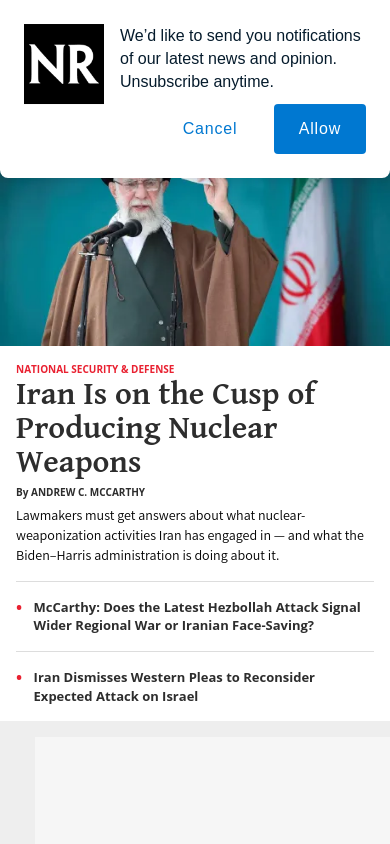 NR
We’d like to send you notifications
of our latest news and opinion.
Unsubscribe anytime.
Cancel
Allow
NATIONAL SECURITY & DEFENSE
Iran Is on the Cusp of
Producing Nuclear
Weapons
By ANDREW C. MCCARTHY
Lawmakers must get answers about what nuclear-
weaponization activities Iran has engaged in — and what the
Biden–Harris administration is doing about it.
• McCarthy: Does the Latest Hezbollah Attack Signal
Wider Regional War or Iranian Face-Saving?
• Iran Dismisses Western Pleas to Reconsider
Expected Attack on Israel